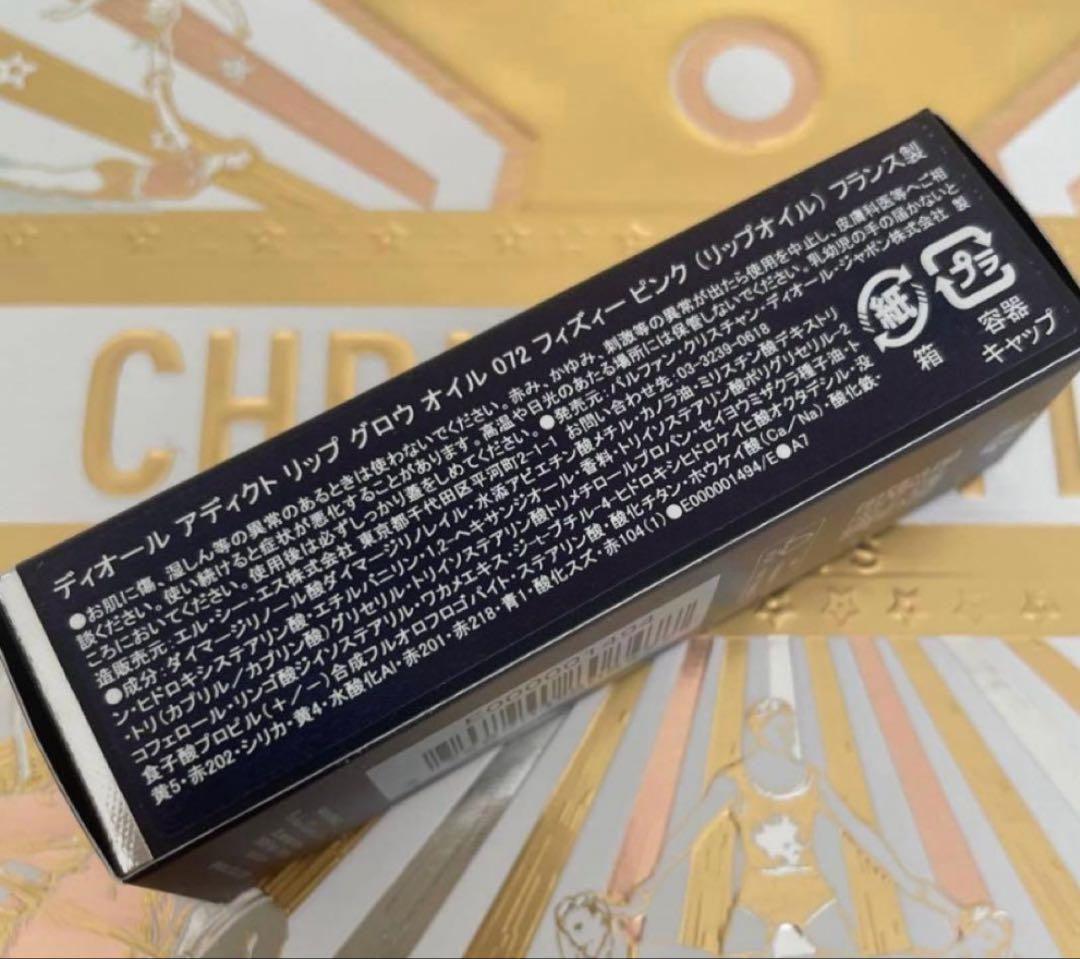 ディオール アディクト リップ グロウ オイル 072 フィズィー ピンク (リップオイル) フランス製
●お肌に傷、湿しん等の異常のあるときは使わないでください。赤み、かゆみ、刺激等の異常が出たら使用を中止し、皮膚科医等へご相
談ください。使い続けると症状が悪化することがあります。高温や日光のあたる場所には保管しないでください。乳幼児の手の届かないと
ころにおいてください。使用後は必ずしっかり蓋をしめてください。●発売元:パルファン・クリスチャン・ディオール・ジャポン株式会社 製
造販売元:エル・シー・エス株式会社 東京都千代田区平河町2-1-1 お問い合わせ先:03-3239-0618
●成分:ダイマージリノール酸ダイマージリノレイル・水添アビエチン酸メチル・カノラ油・ミリスチン酸デキストリ
ン・ヒドロキシステアリン酸・エチルバニリン・1,2-ヘキサンジオール・香料・トリイソステアリン酸ポリグリセリル-2
・トリ(カプリル/カプリン酸)グリセリル・トリイソステアリン酸トリメチロールプロパン・セイヨウミザクラ種子油・ト
コフェロール・リンゴ酸ジイソステアリル・ワカメエキス・ジ-t-ブチル-4-ヒドロキシヒドロケイヒ酸オクタデシル・没
食子酸プロピル(+/-)合成フルオロフロゴパイト・ステアリン酸・酸化チタン・ホウケイ酸(Ca/Na)・酸化鉄・
黄5・赤202・シリカ・黄4・水酸化Al・赤201・赤218・青1・酸化スズ・赤104(1)●E000001494/E●A7
紙
箱
プラ
容器
キャップ
CHRI